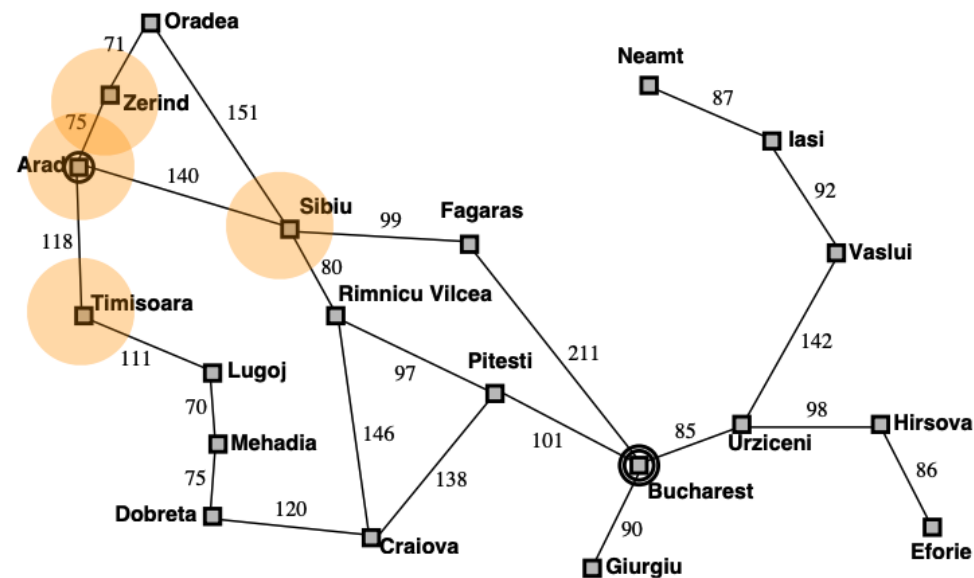 Oradea
71
Neamt
Zerind
87
151
75
Iasi
Arad
140
92
Sibiu
Fagaras
99
118
Vaslui
80
Timisoara
Rimnicu Vilcea
142
111
211
Pitesti
Lugoj
97
70
98
Hirsova
146
101
85
Urziceni
Mehadia
75
138
86
Bucharest
Dobreta
120
90
Craiova
Eforie
Giurgiu